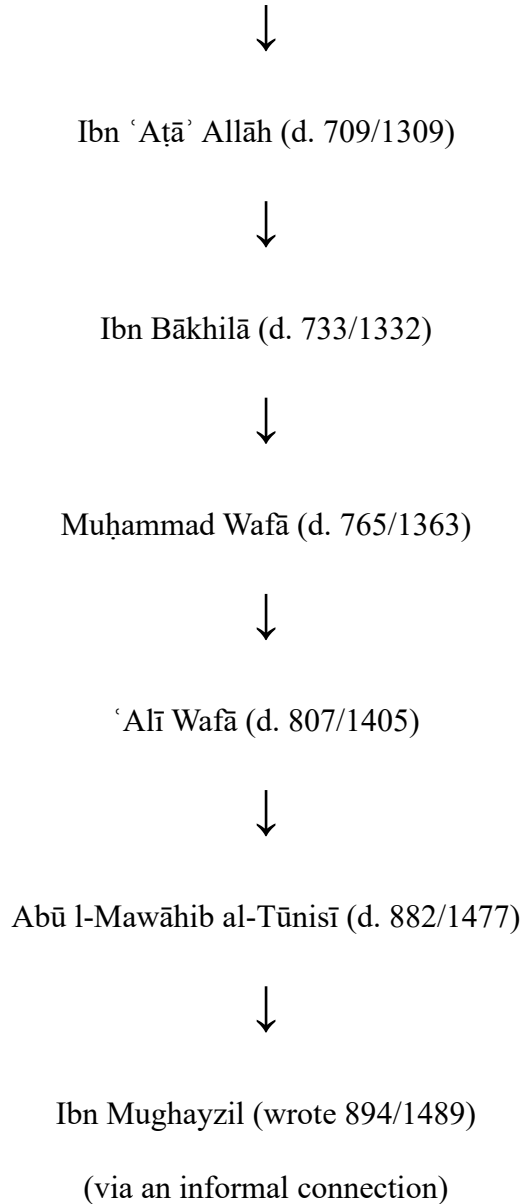 ↓
Ibn ʿAṭāʾ Allāh (d. 709/1309)
↓
Ibn Bākhilā (d. 733/1332)
↓
Muḥammad Wafā (d. 765/1363)
↓
ʿAlī Wafā (d. 807/1405)
↓
Abū l-Mawāhib al-Tūnisī (d. 882/1477)
↓
Ibn Mughayzil (wrote 894/1489)
(via an informal connection)